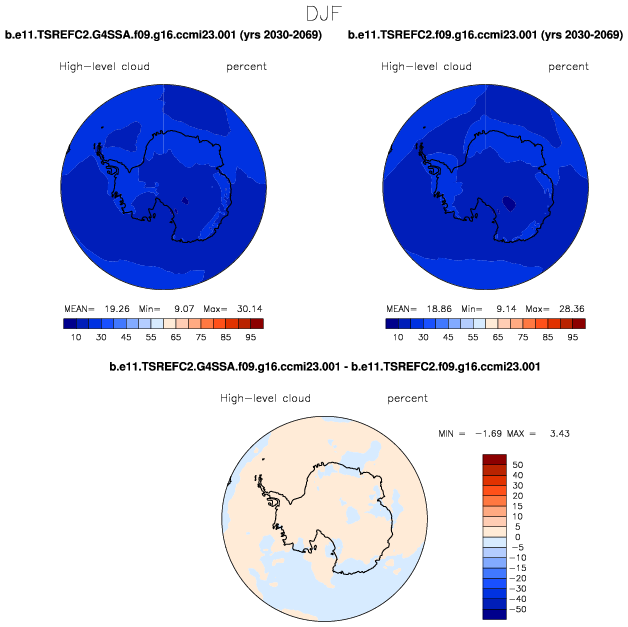 DJF
b.e11.TSREFC2.G4SSA.f09.g16.ccmi23.001 (yrs 2030-2069)
b.e11.TSREFC2.f09.g16.ccmi23.001 (yrs 2030-2069)
High-level cloud percent
High-level cloud percent
MEAN= 19.26 Min= 9.07 Max= 30.14
MEAN= 18.86 Min= 9.14 Max= 28.36
10 30 45 55 65 75 85 95
10 30 45 55 65 75 85 95
b.e11.TSREFC2.G4SSA.f09.g16.ccmi23.001 - b.e11.TSREFC2.f09.g16.ccmi23.001
High-level cloud percent
MIN = -1.69 MAX = 3.43
50
40
30
20
15
10
5
0
-5
-10
-15
-20
-30
-40
-50